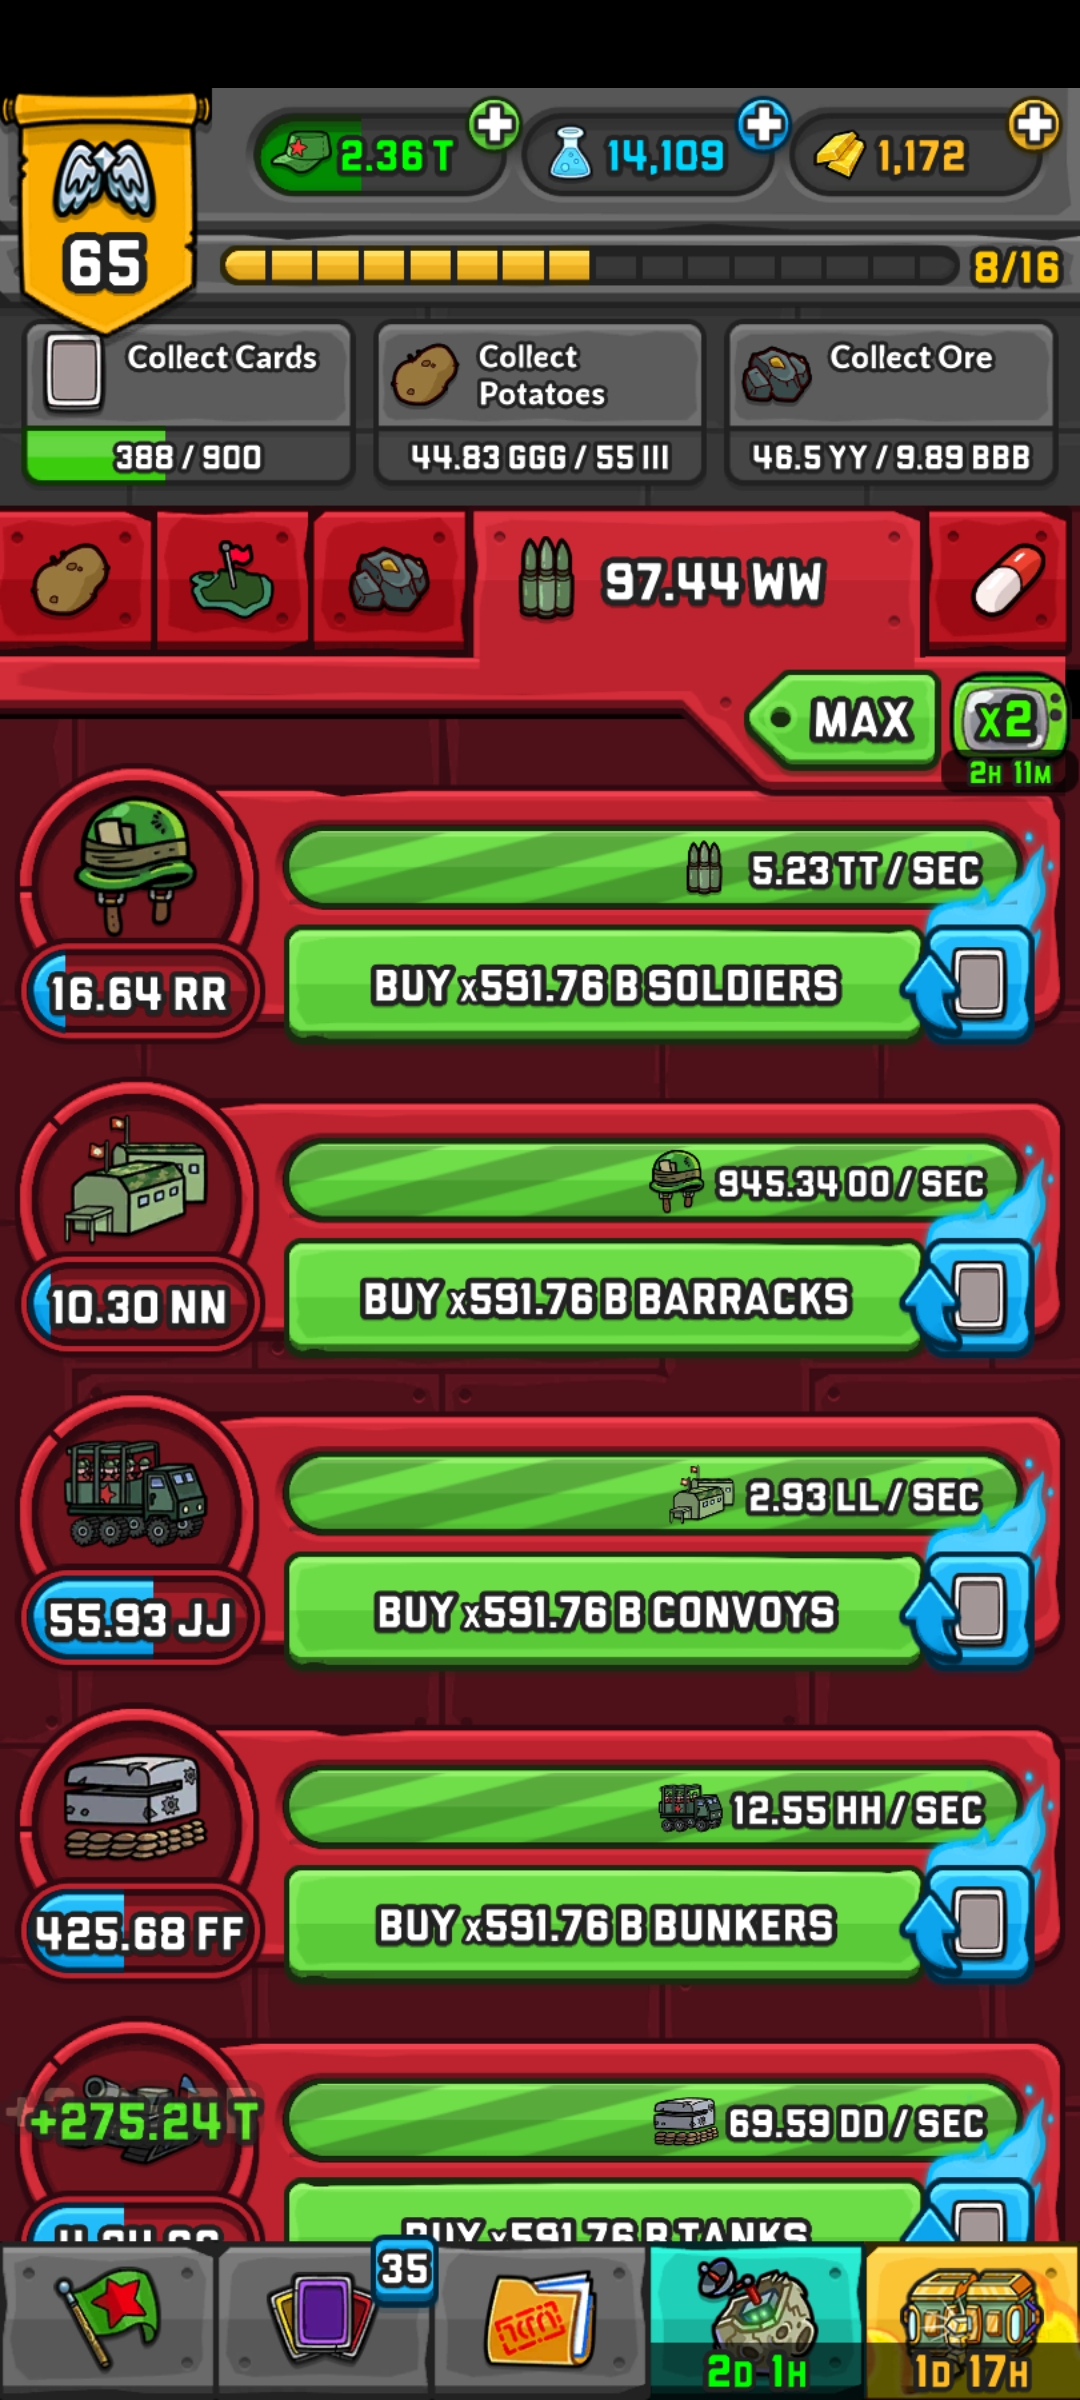 2.36 T
14,109
1,172
65
8/16
Collect Cards
388 / 900
Collect
Potatoes
44.83 GGG / 55 III
Collect Ore
46.5 YY / 9.89 BBB
97.44 WW
MAX
x2
2H 11M
5.23 TT / SEC
16.64 RR
BUY x591.76 B SOLDIERS
945.34 OO / SEC
10.30 NN
BUY x591.76 B BARRACKS
2.93 LL / SEC
55.93 JJ
BUY x591.76 B CONVOYS
12.55 HH / SEC
425.68 FF
BUY x591.76 B BUNKERS
+275.24 T
69.59 DD / SEC
BUY x591.76 B TANKS
35
2D 1H
1D 17H